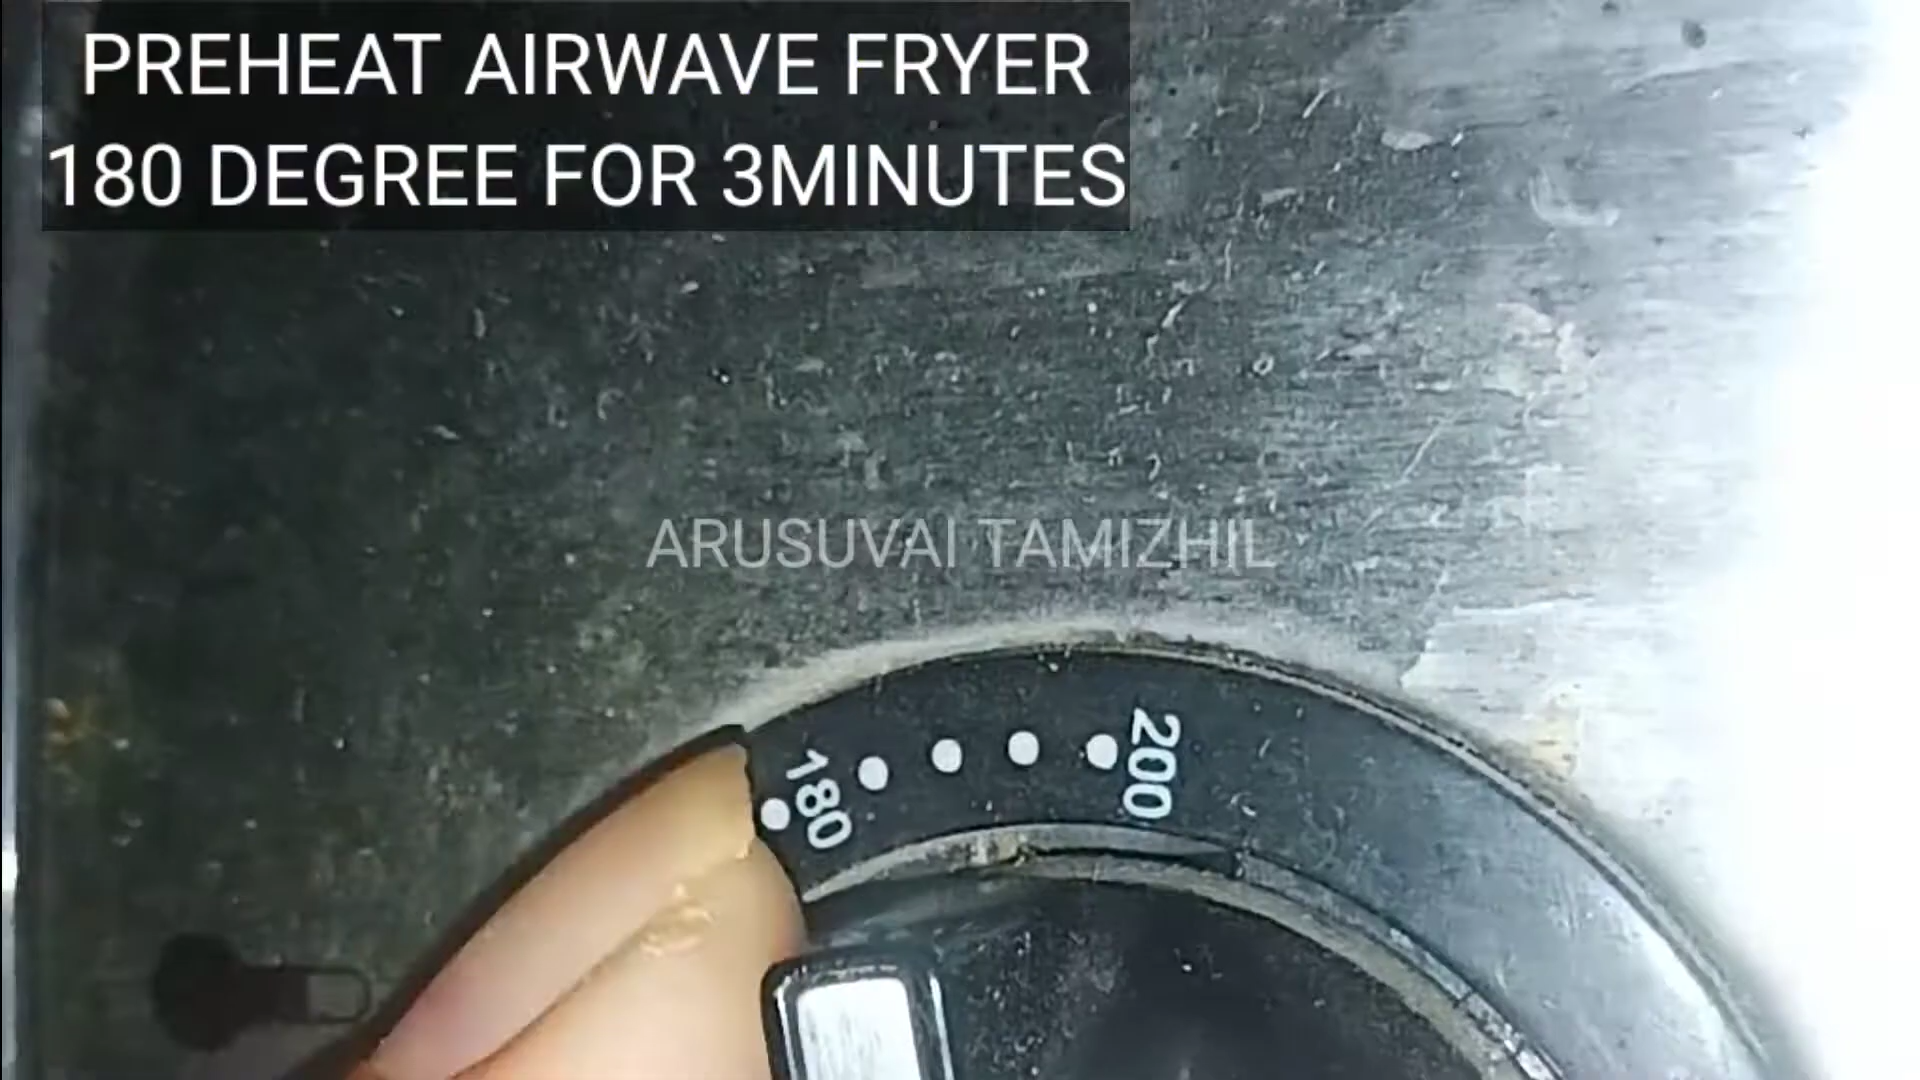 PREHEAT AIRWAVE FRYER
180 DEGREE FOR 3MINUTES
ARUSUVAI TAMIZHIL
180
200